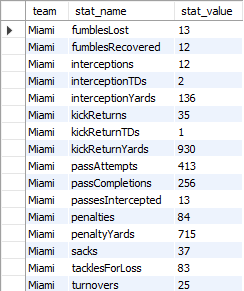 team stat_name stat_value
Miami fumblesLost 13
Miami fumblesRecovered 12
Miami interceptions 12
Miami interceptionTDs 2
Miami interceptionYards 136
Miami kickReturns 35
Miami kickReturnTDs 1
Miami kickReturnYards 930
Miami passAttempts 413
Miami passCompletions 256
Miami passesIntercepted 13
Miami penalties 84
Miami penaltyYards 715
Miami sacks 37
Miami tacklesForLoss 83
Miami turnovers 25